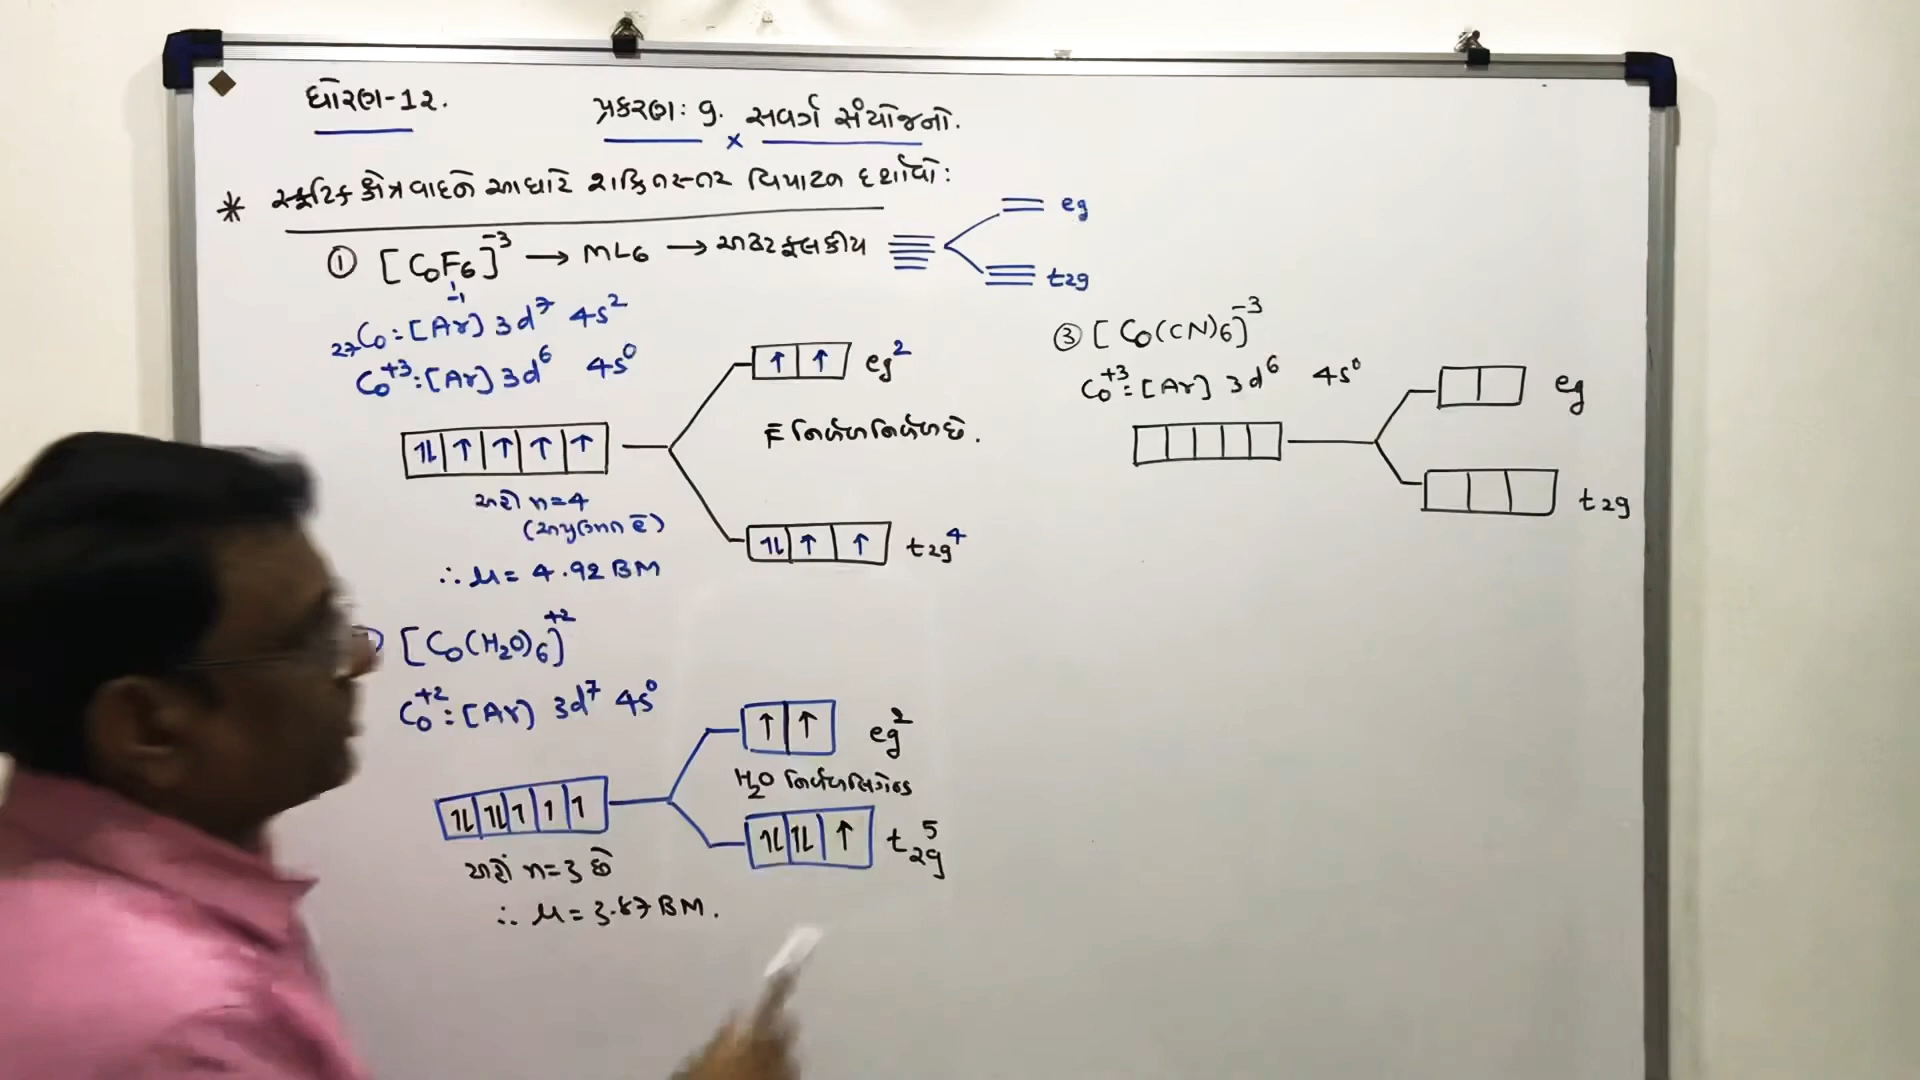 ધોરણ-12.
પ્રકરણ: 9. સવર્ગ સંયોજનો.
x
* સ્ફટિક ક્ષેત્રવાદને આધારે શક્તિસ્તર વિપાટન દર્શાવો:
① [CoF6]⁻³ → ML6 → અષ્ટફલકીય
eg
t2g
-1
27Co: [Ar] 3d⁷ 4s²
Co⁺³: [Ar] 3d⁶ 4s⁰
↑↓ ↑ ↑ ↑ ↑
↑ ↑ eg²
F̄
↑↓ ↑ ↑ t2g⁴
અહીં n=4
(અયુગ્મિત ē)
∴ μ = 4.92 BM
[Co(H2O)6]⁺²
Co⁺²: [Ar] 3d⁷ 4s⁰
↑↓ ↑↓ ↑ ↑ ↑
↑ ↑ eg²
H2O નિર્બળ લિગેન્ડ
↑↓ ↑↓ ↑ t2g⁵
અહીં n=3 છે
∴ μ = 3.87 BM.
③ [Co(CN)6]⁻³
Co⁺³: [Ar] 3d⁶ 4s⁰
eg
t2g